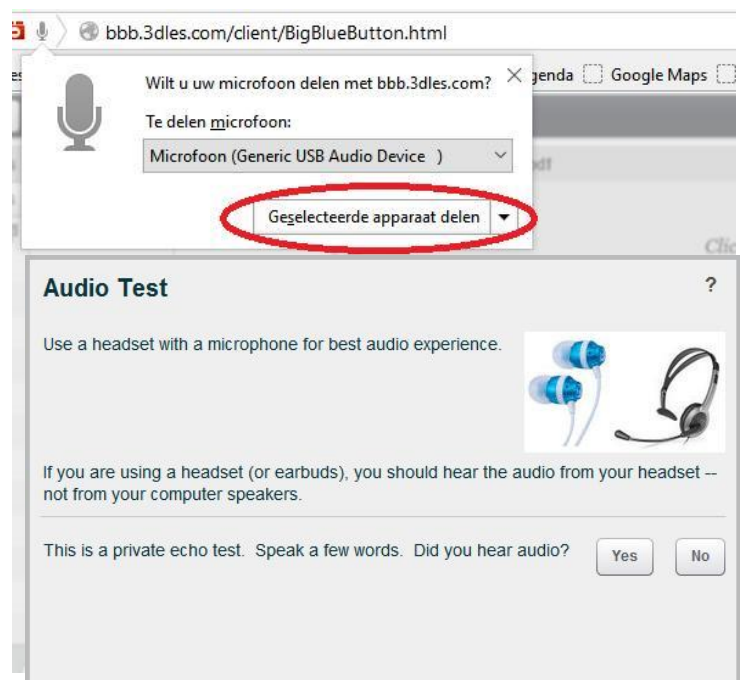 bbb.3dles.com/client/BigBlueButton.html
Wilt u uw microfoon delen met bbb.3dles.com?
genda Google Maps
Te delen microfoon:
Microfoon (Generic USB Audio Device )
Geselecteerde apparaat delen
Clic
Audio Test
?
Use a headset with a microphone for best audio experience.
If you are using a headset (or earbuds), you should hear the audio from your headset --
not from your computer speakers.
This is a private echo test. Speak a few words. Did you hear audio?
Yes
No